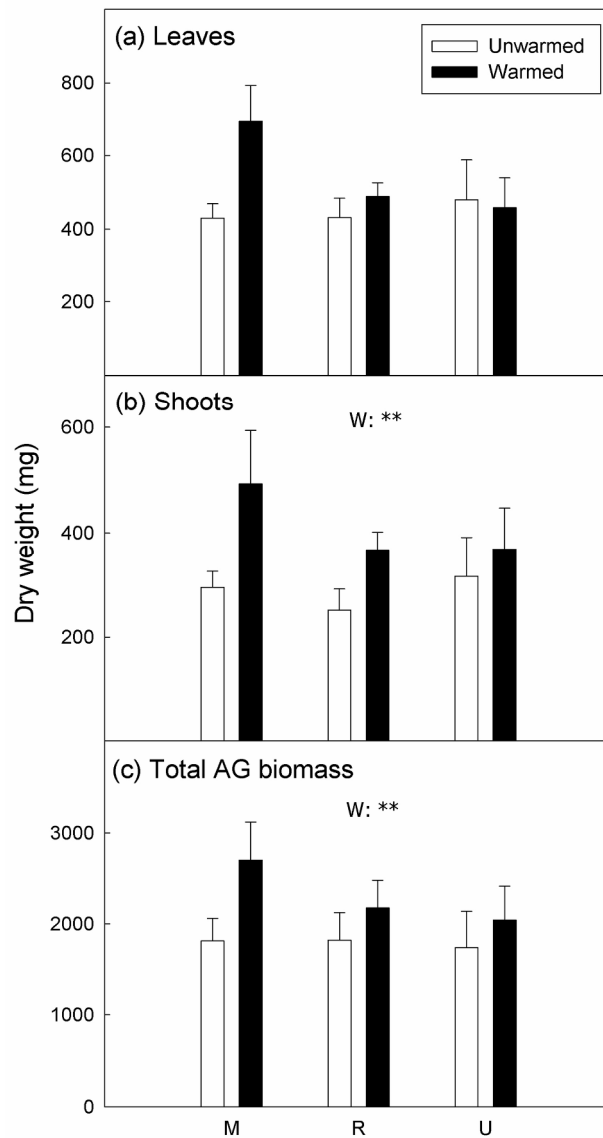 (a) Leaves
Unwarmed
Warmed
800
600
400
200
(b) Shoots
W: **
600
400
200
Dry weight (mg)
(c) Total AG biomass
W: **
3000
2000
1000
0
M R U